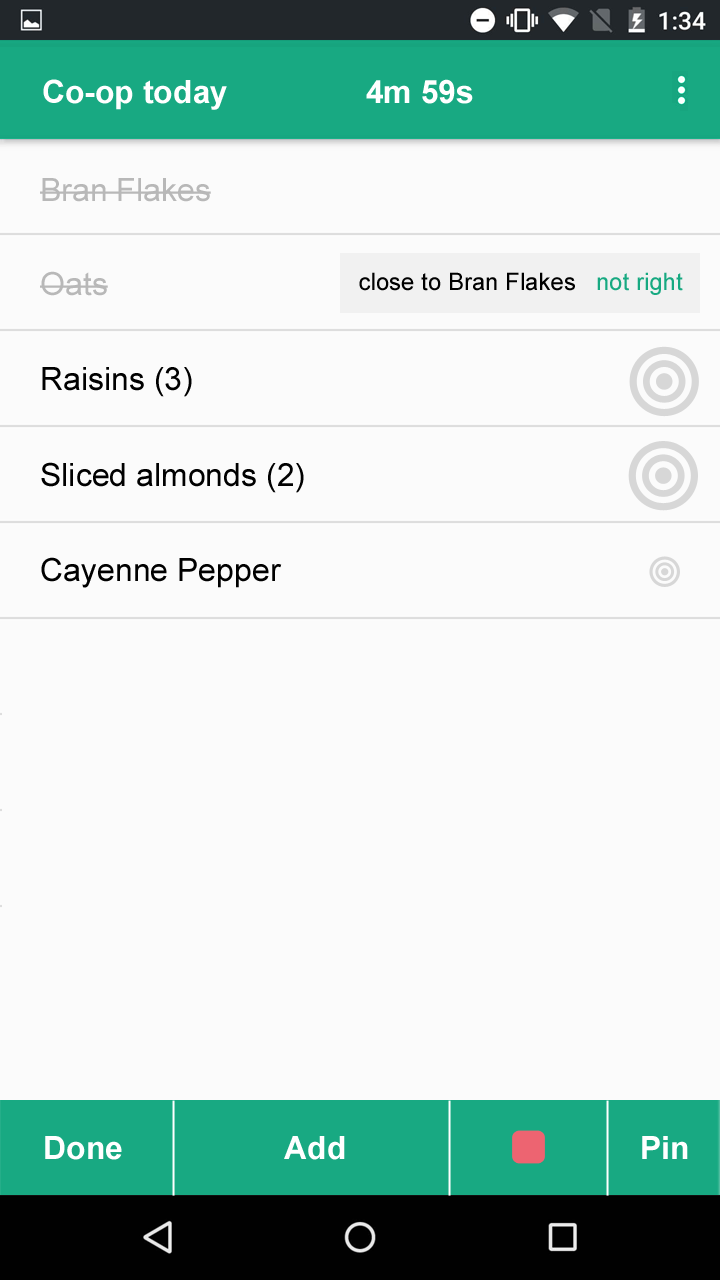 1:34
Co-op today 4m 59s
Bran Flakes
Oats close to Bran Flakes not right
Raisins (3)
Sliced almonds (2)
Cayenne Pepper
Done Add Pin